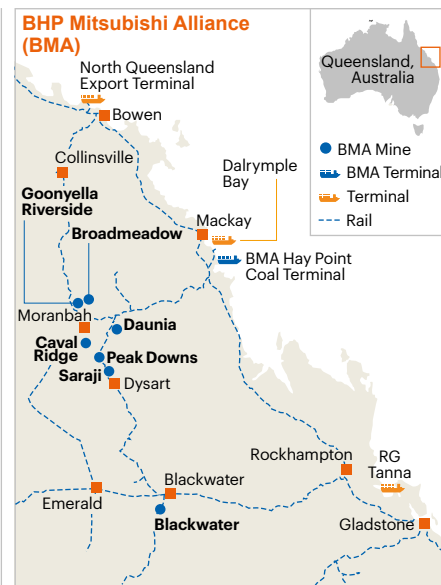 BHP Mitsubishi Alliance
(BMA)
North Queensland
Export Terminal
Bowen
Queensland,
Australia
BMA Mine
BMA Terminal
Terminal
Rail
Collinsville
Goonyella
Riverside
Broadmeadow
Dalrymple
Bay
Mackay
BMA Hay Point
Coal Terminal
Moranbah
Daunia
Caval
Ridge
Peak Downs
Saraji
Dysart
Rockhampton
RG
Tanna
Emerald
Blackwater
Blackwater
Gladstone